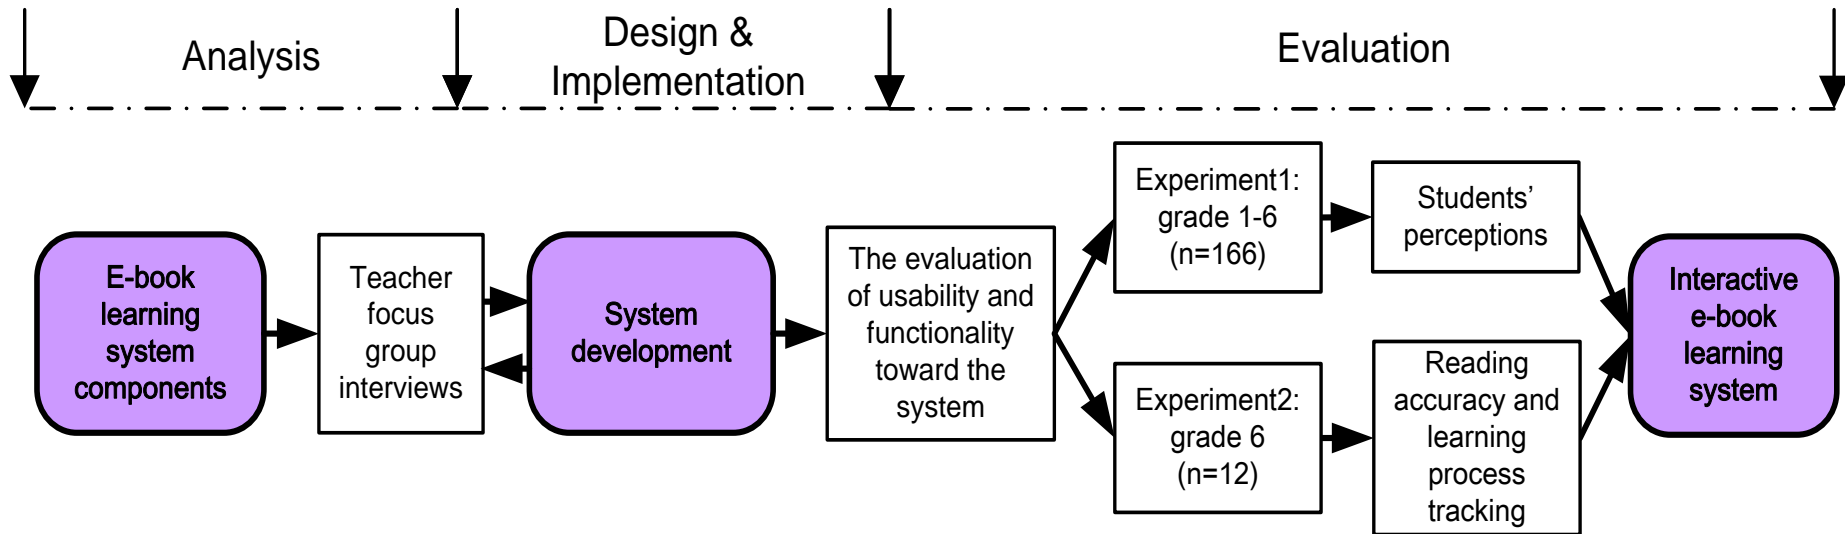 Analysis
Design &
Implementation
Evaluation
E-book
learning
system
components
Teacher
focus
group
interviews
System
development
The evaluation
of usability and
functionality
toward the
system
Experiment1:
grade 1-6
(n=166)
Students’
perceptions
Experiment2:
grade 6
(n=12)
Reading
accuracy and
learning
process
tracking
Interactive
e-book
learning
system